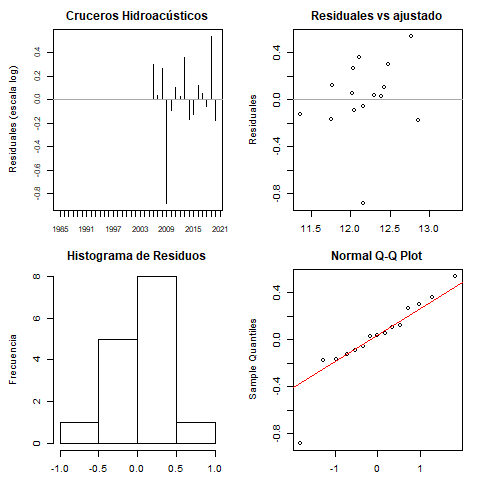 Cruceros Hidroacústicos
Residuales (escala log)
0.4
0.2
0.0
-0.2
-0.4
-0.6
-0.8
1985 1991 1997 2003 2009 2015 2021
Residuales vs ajustado
Residuales
0.4
0.0
-0.4
-0.8
11.5 12.0 12.5 13.0
Histograma de Residuos
Frecuencia
8
6
4
2
0
-1.0 -0.5 0.0 0.5 1.0
Normal Q-Q Plot
Sample Quantiles
0.4
0.0
-0.4
-0.8
-1 0 1